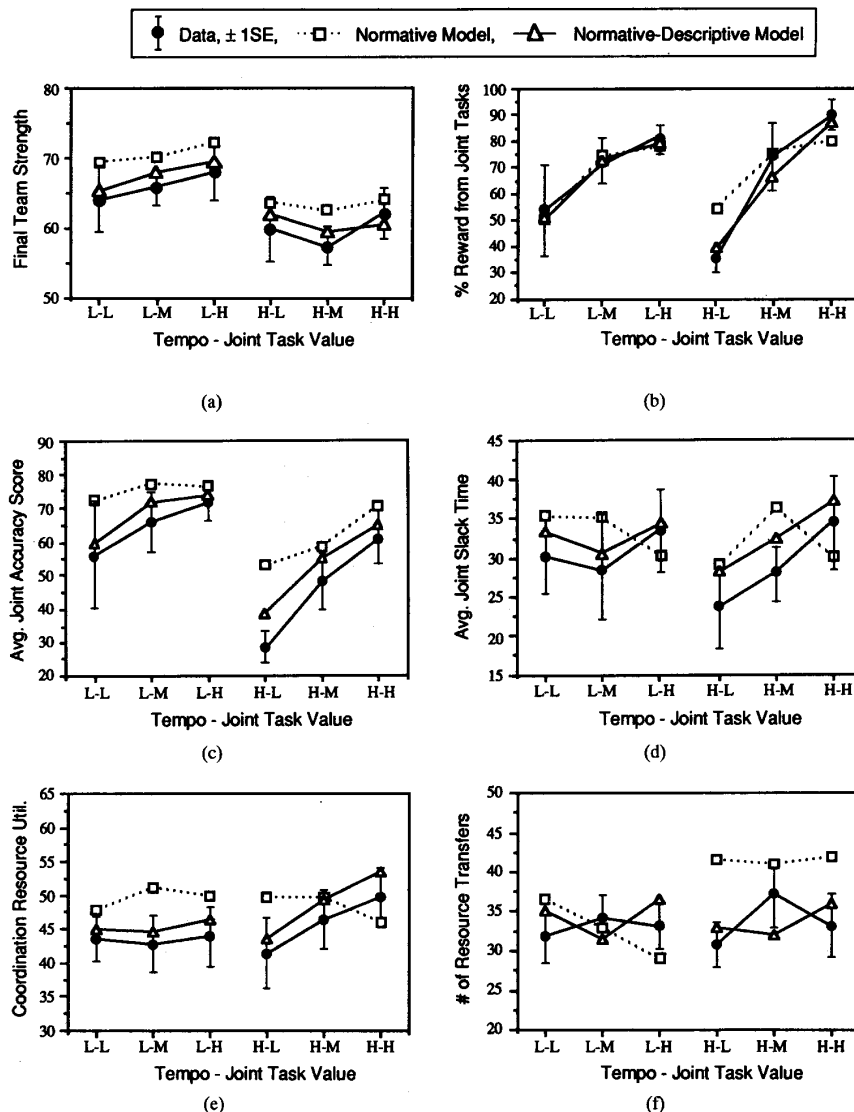 Data, ± 1SE, Normative Model, Normative-Descriptive Model
Final Team Strength
80
70
60
50
L-L L-M L-H H-L H-M H-H
Tempo - Joint Task Value
(a)
% Reward from Joint Tasks
100
90
80
70
60
50
40
30
20
L-L L-M L-H H-L H-M H-H
Tempo - Joint Task Value
(b)
Avg. Joint Accuracy Score
90
80
70
60
50
40
30
20
L-L L-M L-H H-L H-M H-H
Tempo - Joint Task Value
(c)
Avg. Joint Slack Time
45
40
35
30
25
20
15
L-L L-M L-H H-L H-M H-H
Tempo - Joint Task Value
(d)
Coordination Resource Util.
65
60
55
50
45
40
35
30
L-L L-M L-H H-L H-M H-H
Tempo - Joint Task Value
(e)
# of Resource Transfers
50
45
40
35
30
25
20
L-L L-M L-H H-L H-M H-H
Tempo - Joint Task Value
(f)